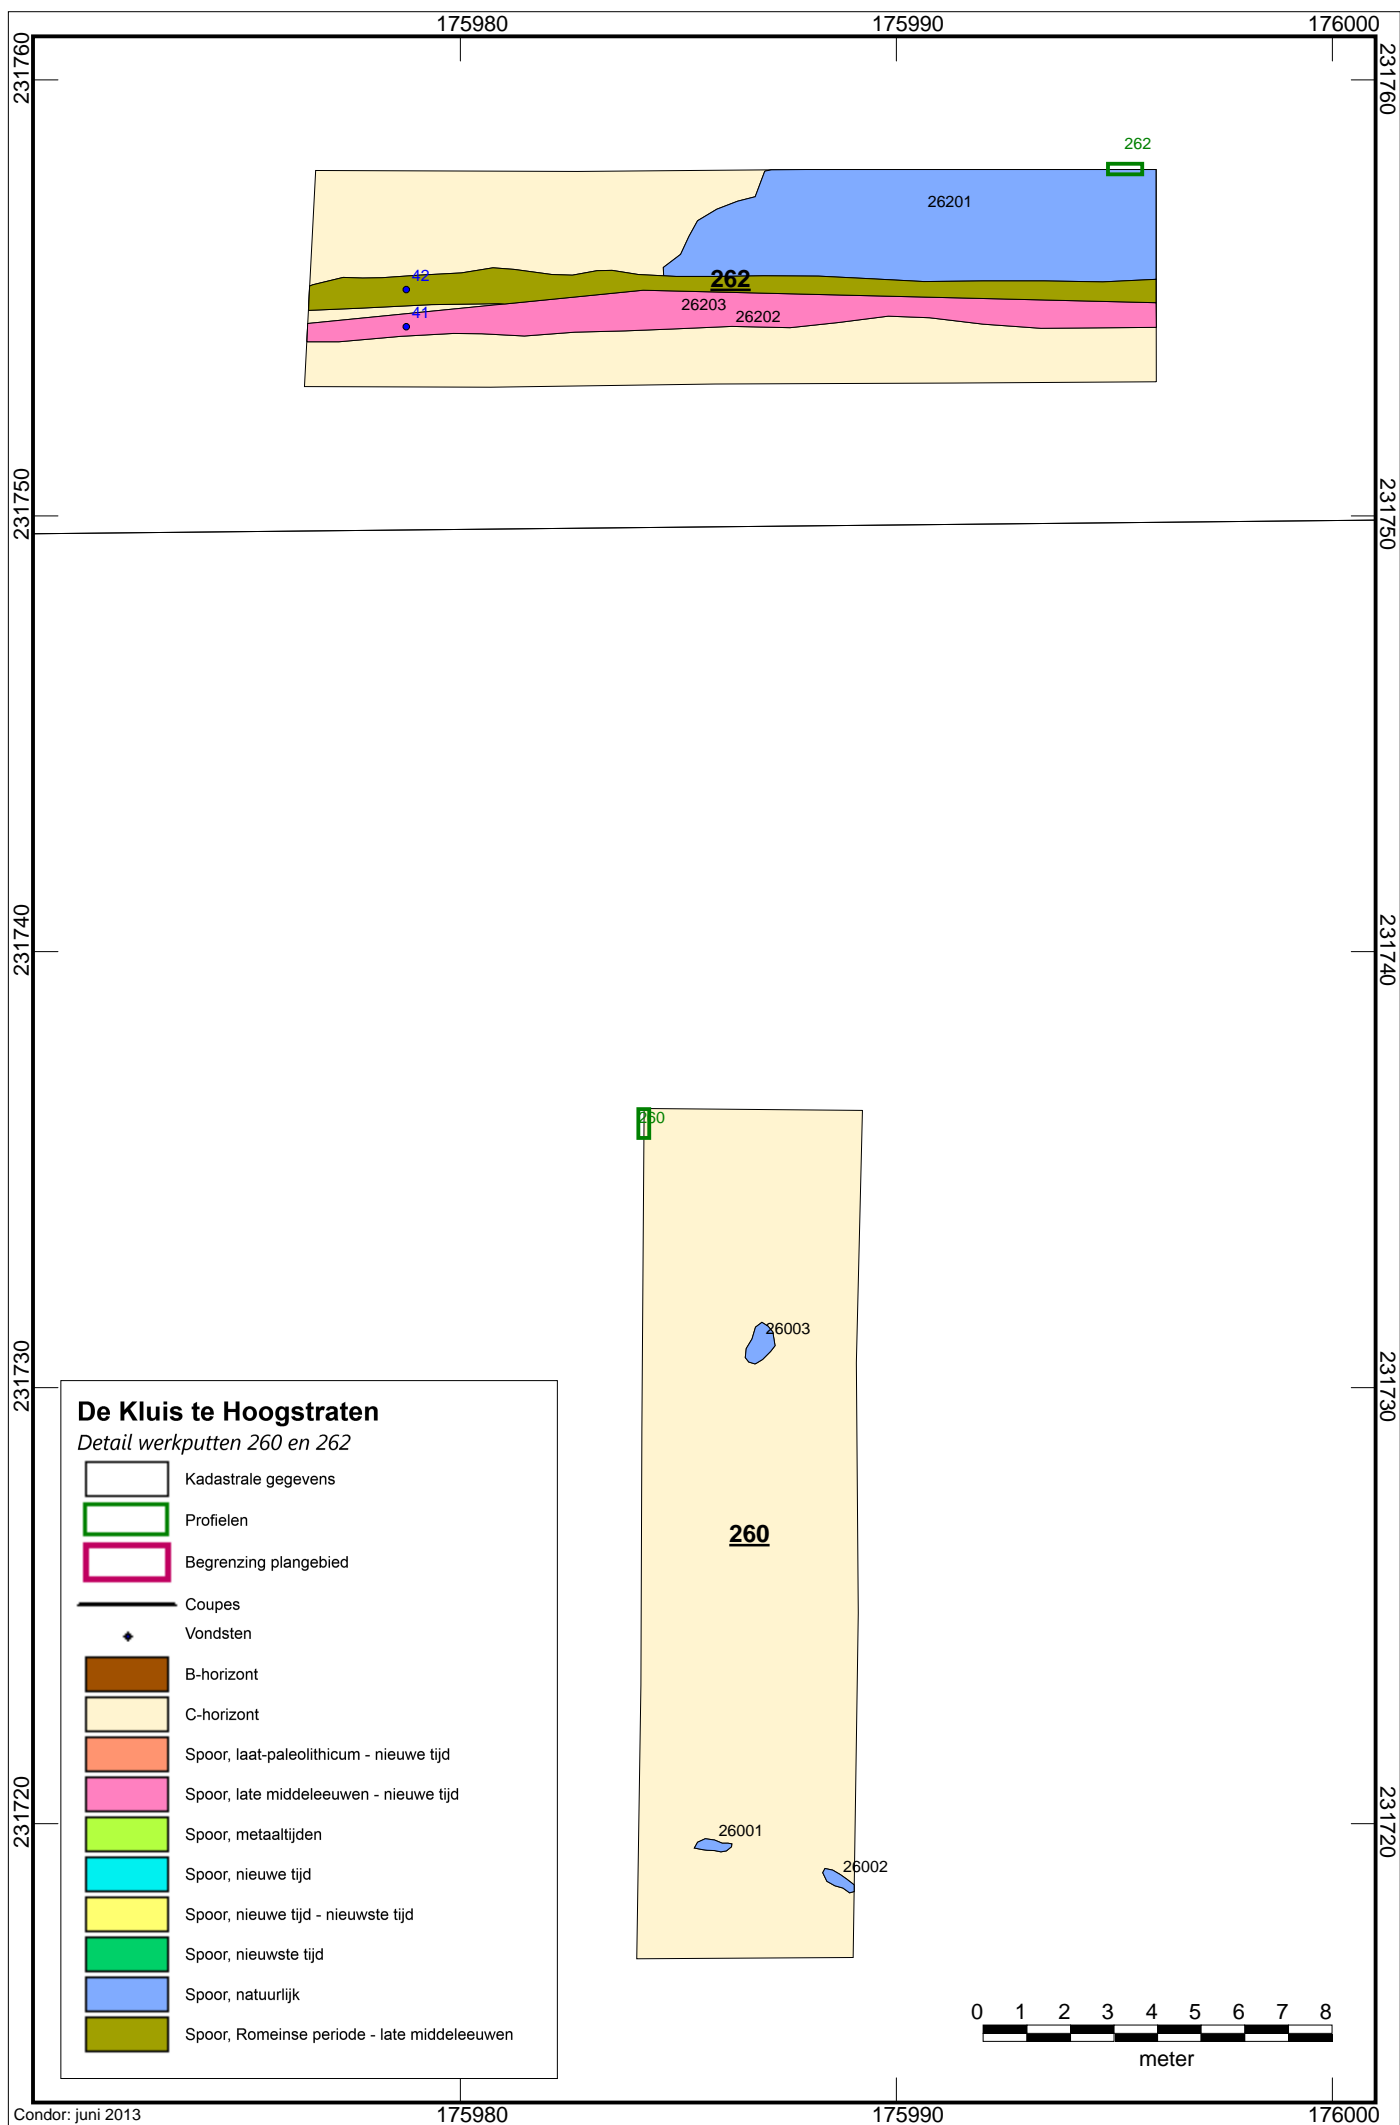 175980
175990
176000
231760
231760
262
26201
42
262
26203
41
26202
231750
231750
231740
231740
260
26003
231730
231730
De Kluis te Hoogstraten
Detail werkputten 260 en 262
Kadastrale gegevens
Profielen
260
Begrenzing plangebied
Coupes
Vondsten
B-horizont
C-horizont
Spoor, laat-paleolithicum - nieuwe tijd
Spoor, late middeleeuwen - nieuwe tijd
231720
231720
Spoor, metaaltijden
26001
Spoor, nieuwe tijd
26002
Spoor, nieuwe tijd - nieuwste tijd
Spoor, nieuwste tijd
Spoor, natuurlijk
Spoor, Romeinse periode - late middeleeuwen
0 1 2 3 4 5 6 7 8
meter
Condor: juni 2013
175980
175990
176000